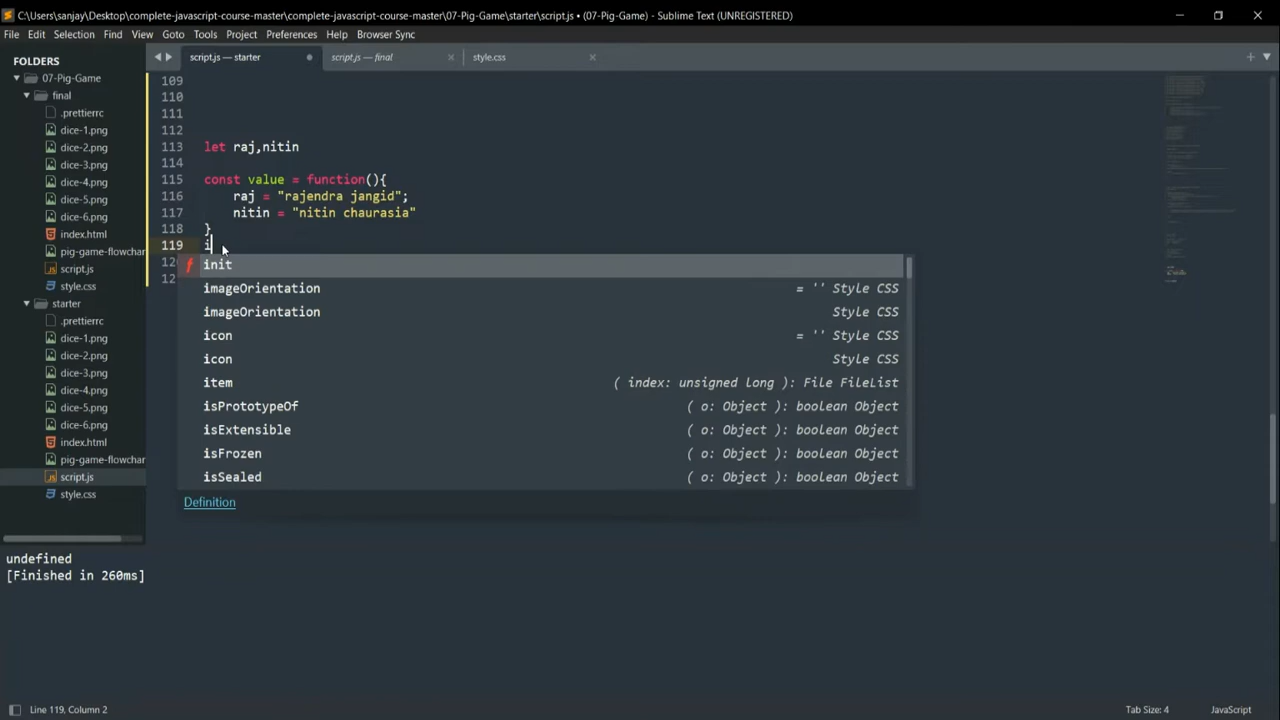 C:\Users\sanjay\Desktop\complete-javascript-course-master\complete-javascript-course-master\07-Pig-Game\starter\script.js • (07-Pig-Game) - Sublime Text (UNREGISTERED)
File Edit Selection Find View Goto Tools Project Preferences Help Browser Sync
FOLDERS
07-Pig-Game
final
.prettierrc
dice-1.png
dice-2.png
dice-3.png
dice-4.png
dice-5.png
dice-6.png
index.html
pig-game-flowchar
script.js
style.css
starter
.prettierrc
dice-1.png
dice-2.png
dice-3.png
dice-4.png
dice-5.png
dice-6.png
index.html
pig-game-flowchar
script.js
style.css
script.js — starter script.js — final style.css
109
110
111
112
113 let raj,nitin
114
115 const value = function(){
116 raj = "rajendra jangid";
117 nitin = "nitin chaurasia"
118 }
119 i
12
12
init
imageOrientation = '' Style CSS
imageOrientation Style CSS
icon = '' Style CSS
icon Style CSS
item ( index: unsigned long ): File FileList
isPrototypeOf ( o: Object ): boolean Object
isExtensible ( o: Object ): boolean Object
isFrozen ( o: Object ): boolean Object
isSealed ( o: Object ): boolean Object
Definition
undefined
[Finished in 260ms]
Line 119, Column 2 Tab Size: 4 JavaScript